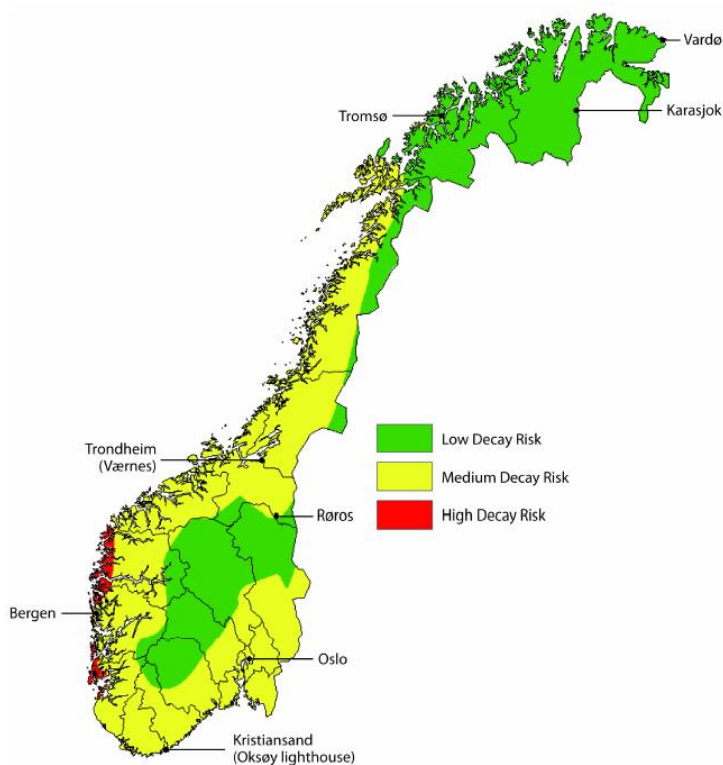 Vardø
Tromsø
Karasjok
Low Decay Risk
Trondheim
(Værnes)
Medium Decay Risk
Røros
High Decay Risk
Bergen
Oslo
Kristiansand
(Oksøy lighthouse)